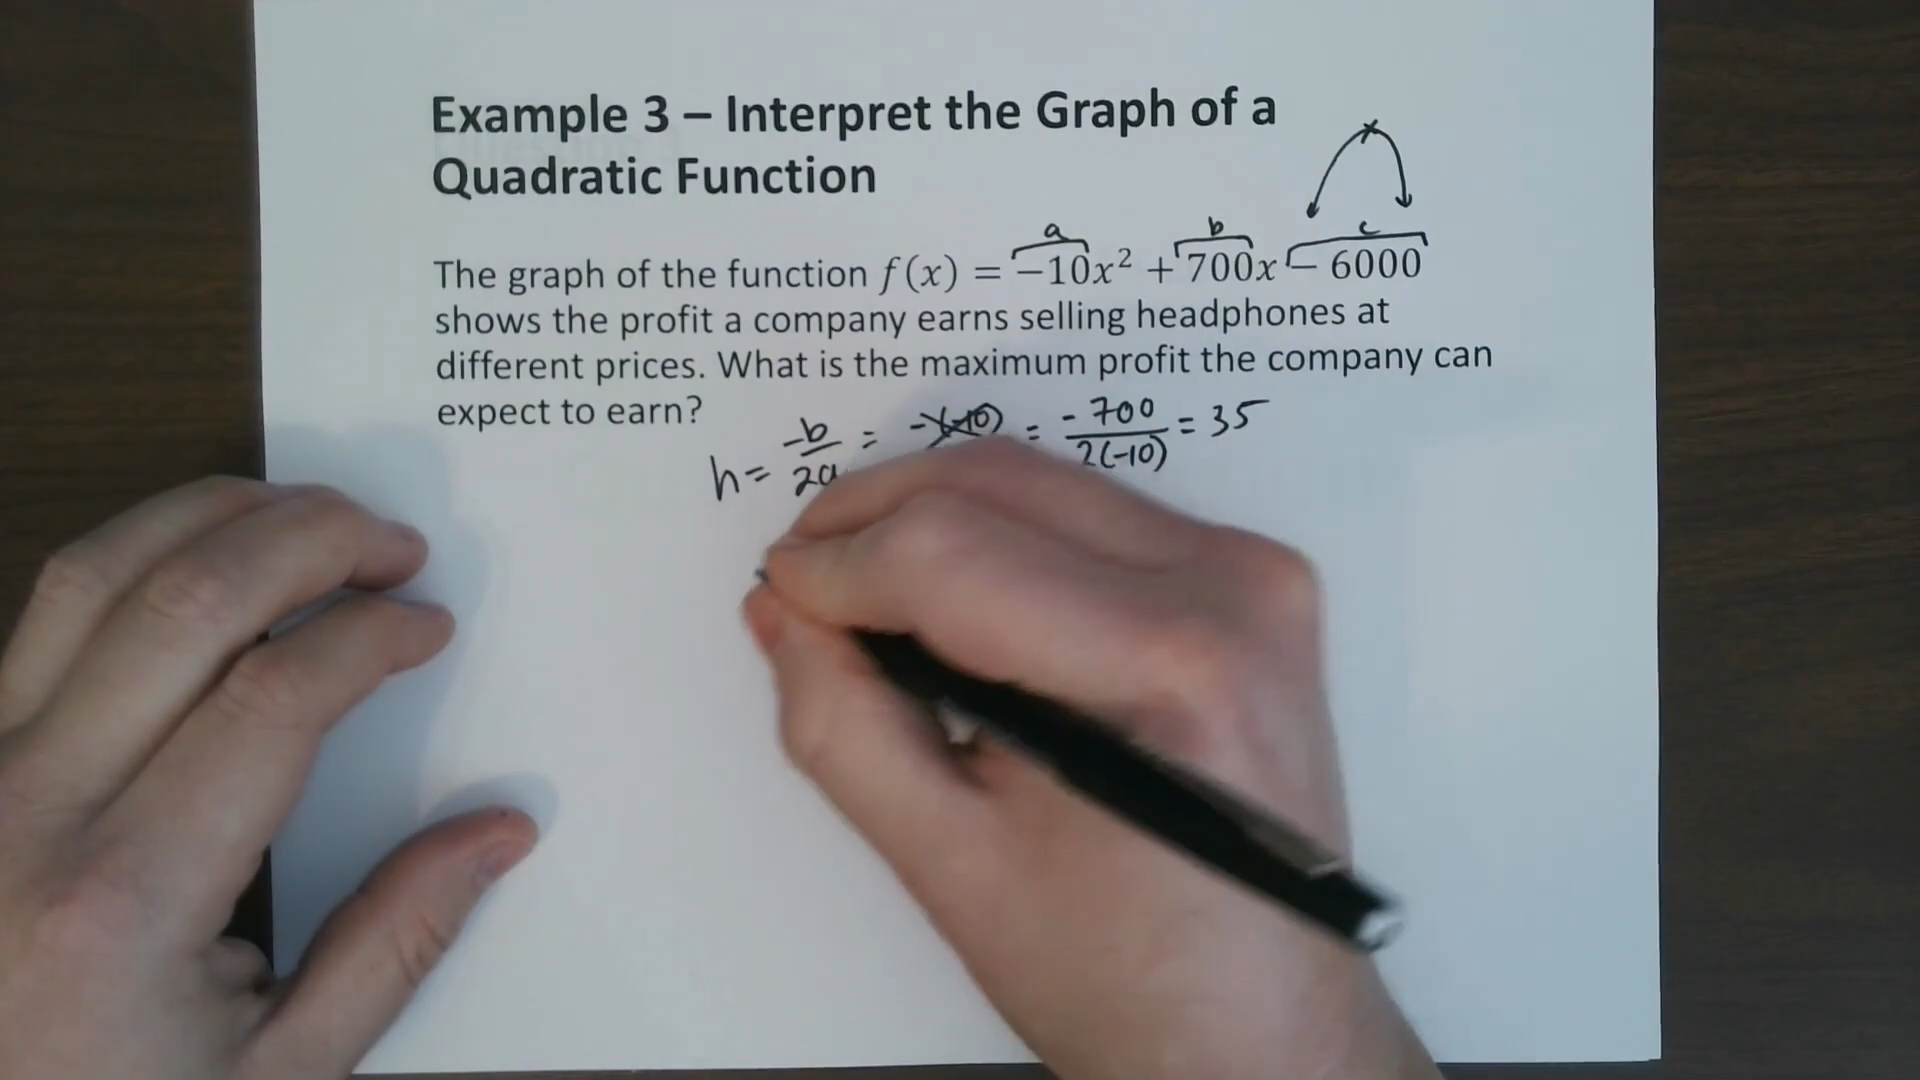 Example 3 – Interpret the Graph of a
Quadratic Function
a b c
The graph of the function f(x) = −10x² + 700x − 6000
shows the profit a company earns selling headphones at
different prices. What is the maximum profit the company can
expect to earn?
h = -b/2a = -(-10) = -700/2(-10) = 35